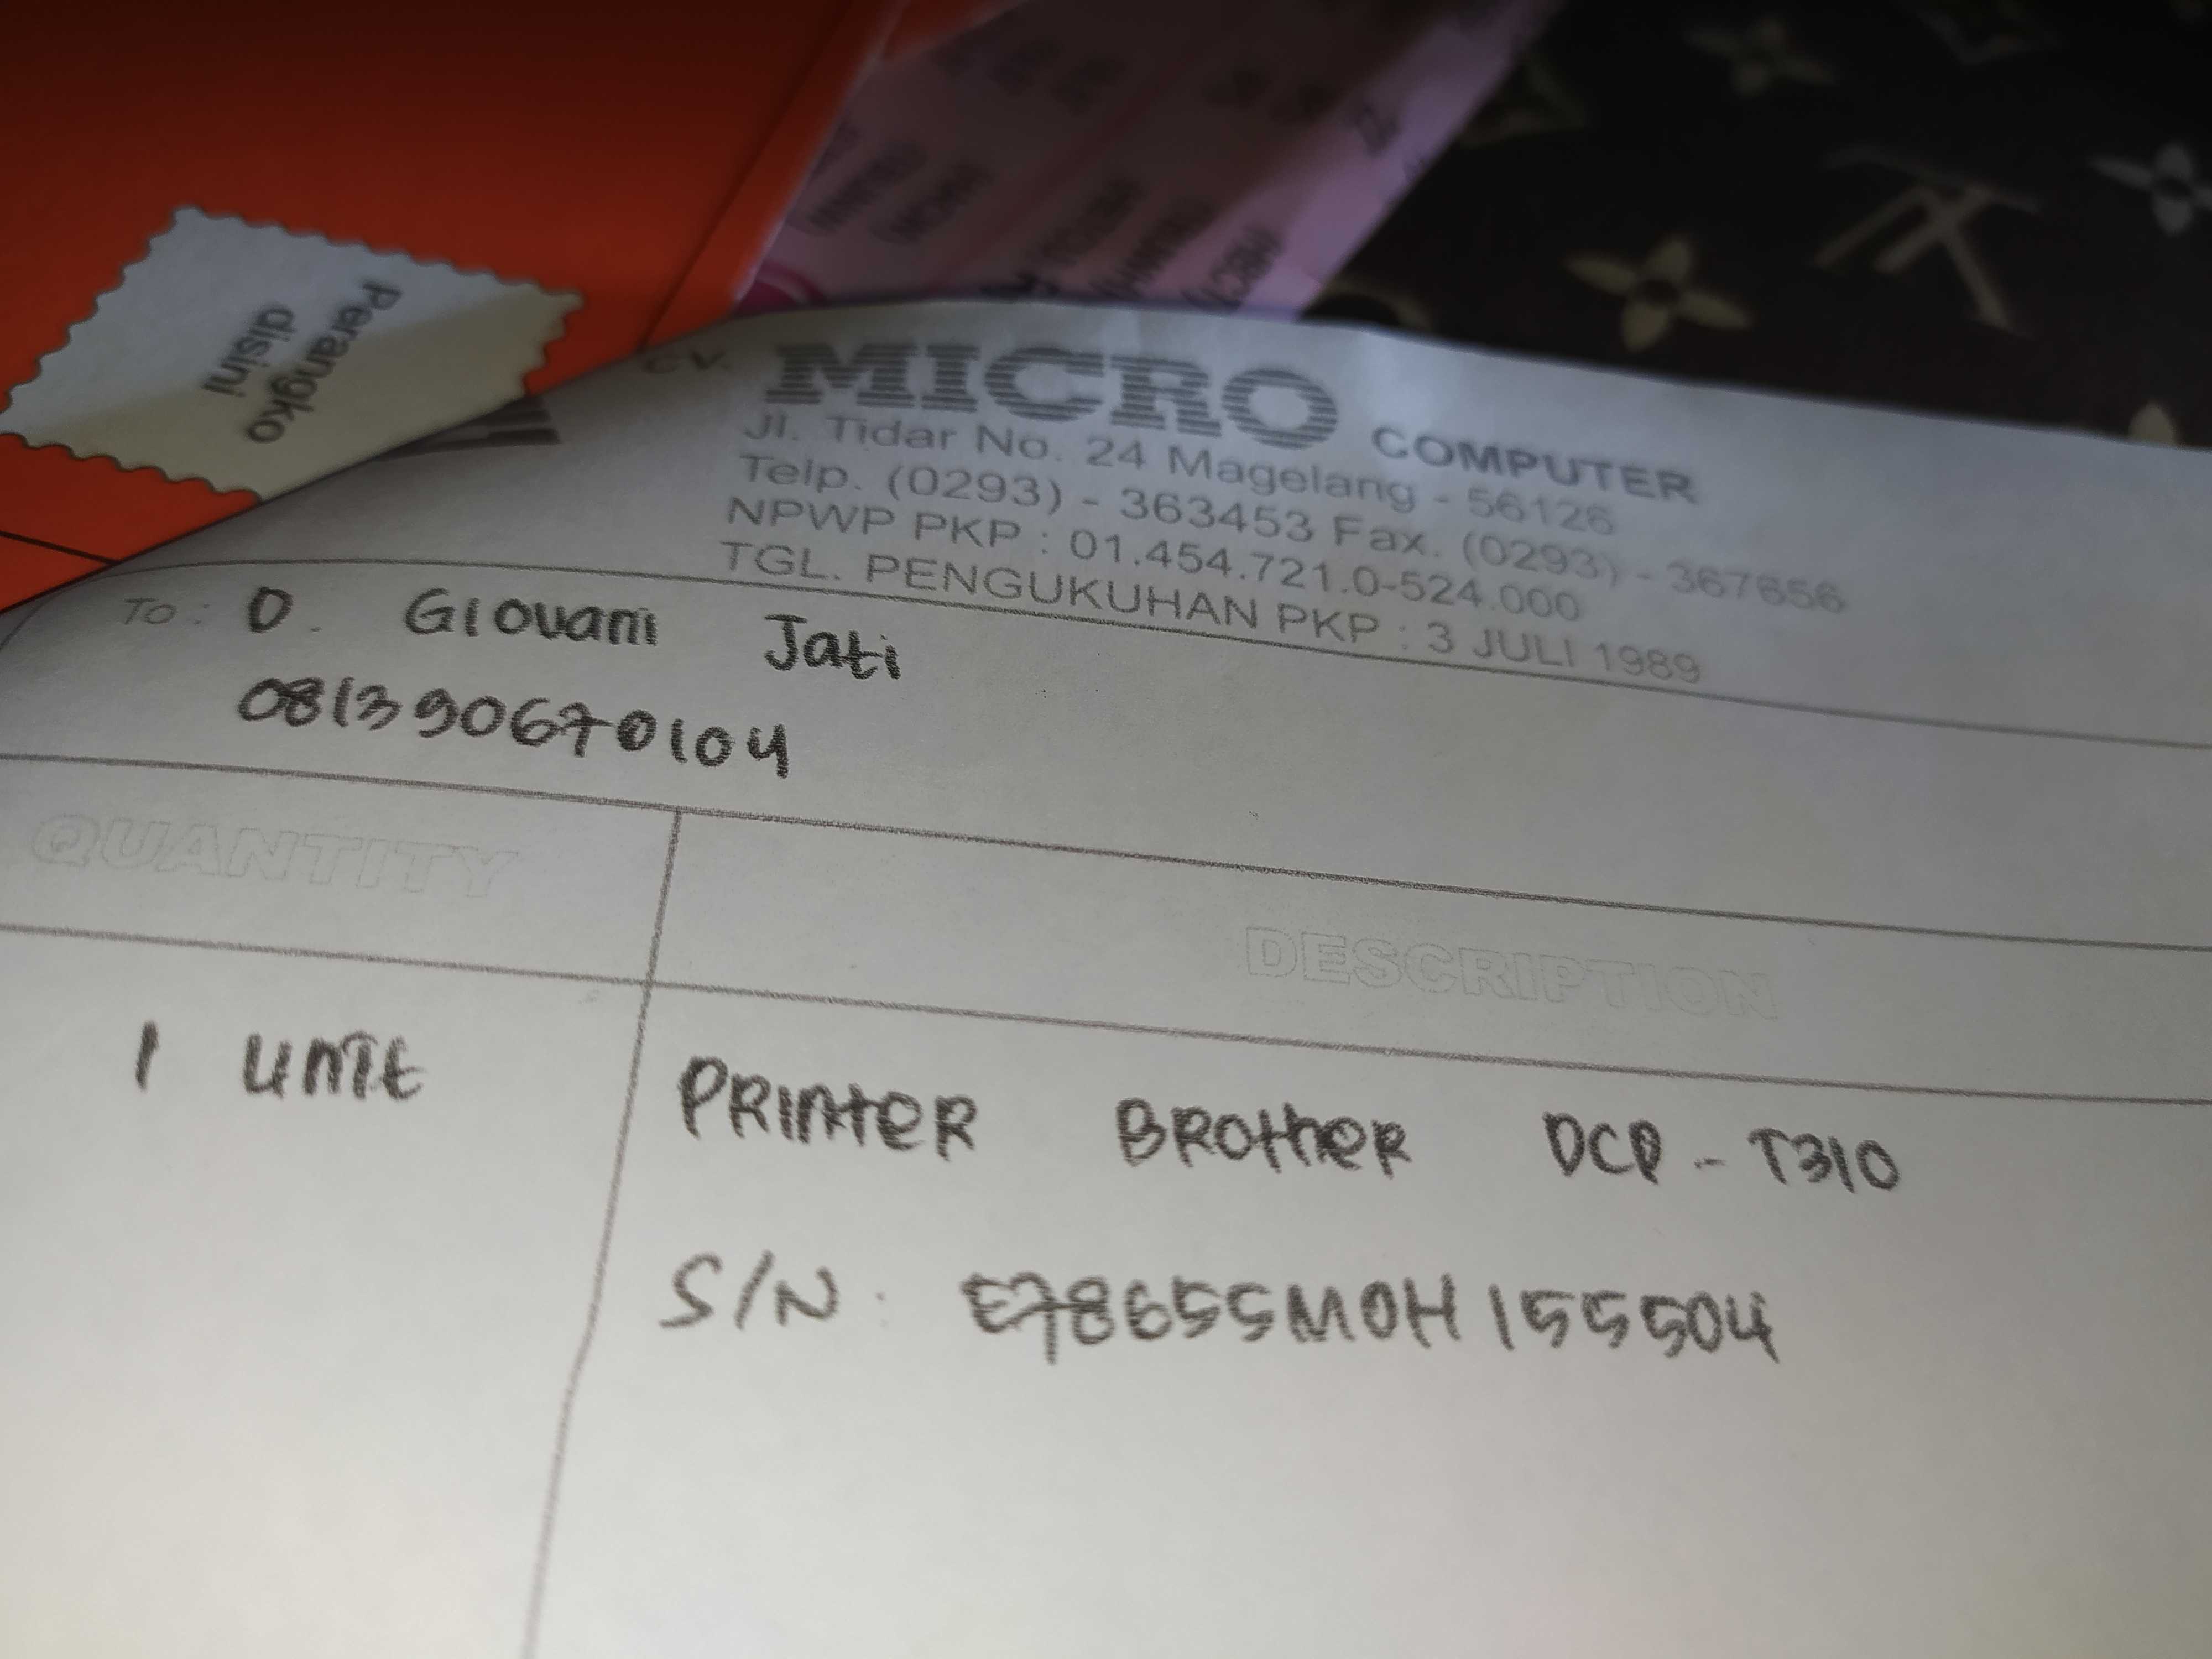 Perangko
disini
CV. MICRO COMPUTER
Jl. Tidar No. 24 Magelang - 56126
Telp. (0293) - 363453 Fax. (0293) - 367656
NPWP PKP : 01.454.721.0-524.000
TGL. PENGUKUHAN PKP : 3 JULI 1989
To : D. Giovani Jati
081390670104
QUANTITY DESCRIPTION
1 unit PRINTER BROTHER DCP - T310
S/N : E78655M0H155504